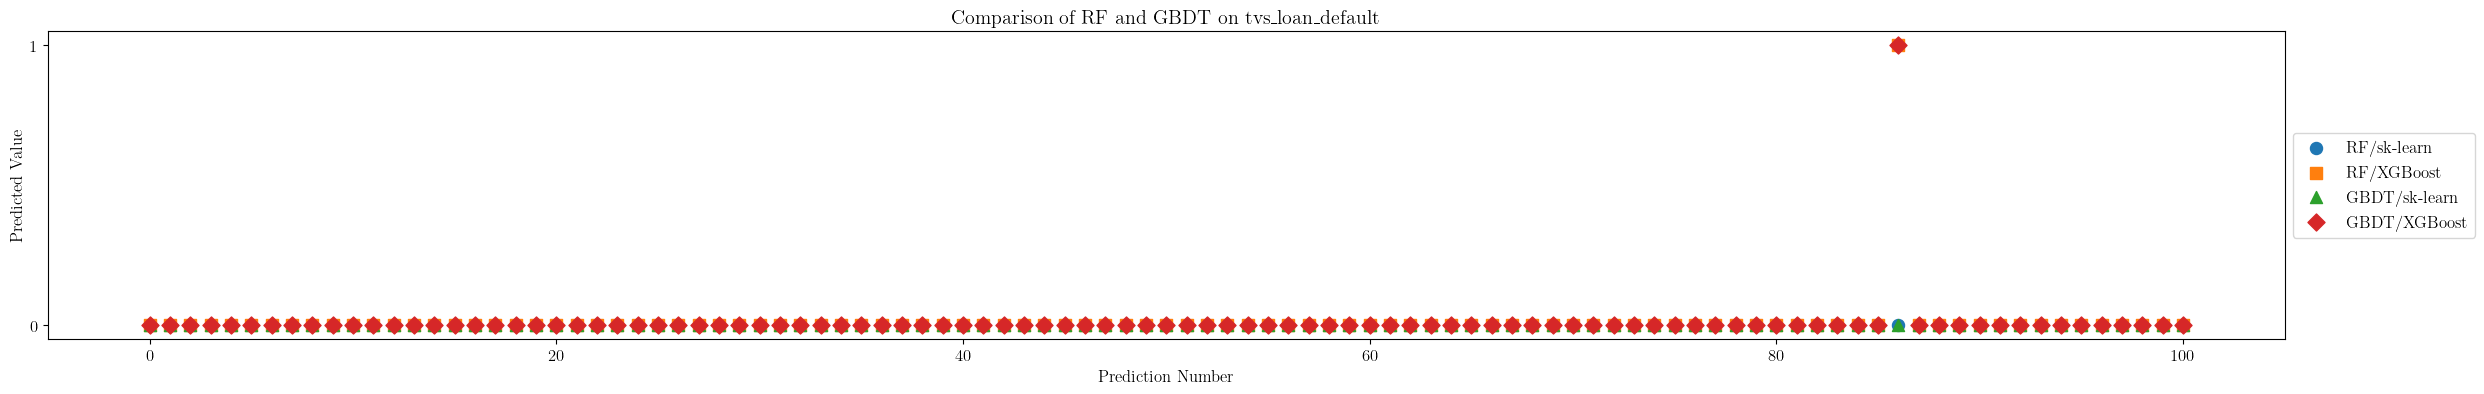 Comparison of RF and GBDT on tvs_loan_default
1
0
Predicted Value
0 20 40 60 80 100
Prediction Number
RF/sk-learn
RF/XGBoost
GBDT/sk-learn
GBDT/XGBoost